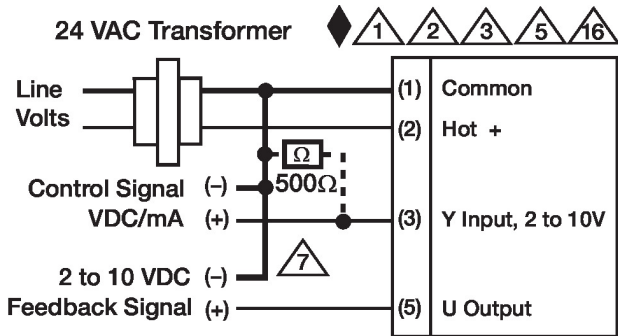 24 VAC Transformer
1 2 3 5 16
Line
Volts
(1) Common
(2) Hot +
Ω
500Ω
Control Signal (–)
VDC/mA (+)
(3) Y Input, 2 to 10V
7
2 to 10 VDC (–)
Feedback Signal (+)
(5) U Output